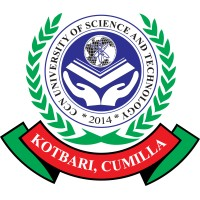 CCN UNIVERSITY OF SCIENCE AND TECHNOLOGY
* 2014 *
KOTBARI, CUMILLA